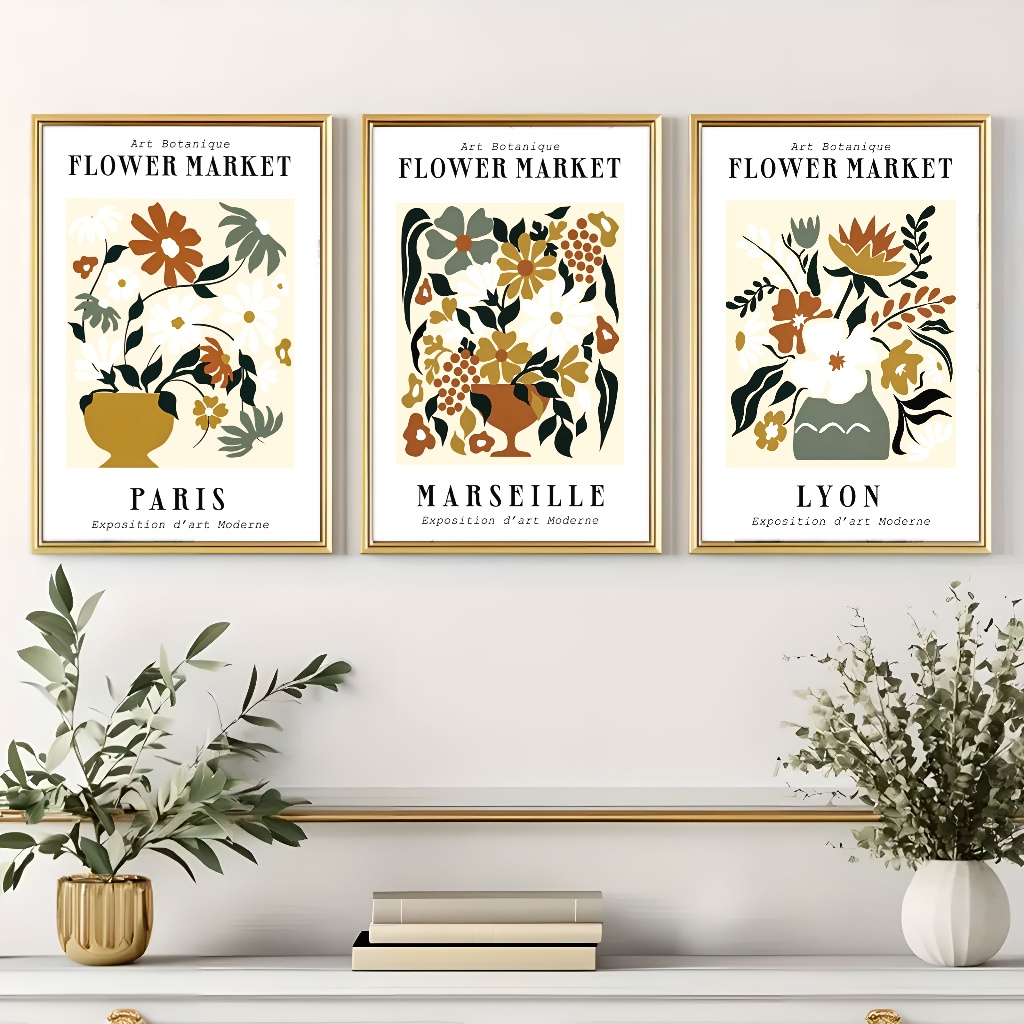 Art Botanique
FLOWER MARKET
PARIS
Exposition d'art Moderne
Art Botanique
FLOWER MARKET
MARSEILLE
Exposition d'art Moderne
Art Botanique
FLOWER MARKET
LYON
Exposition d'art Moderne